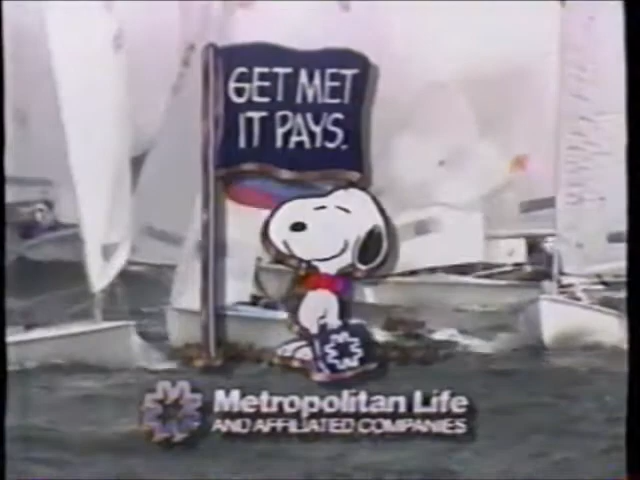 GET MET
IT PAYS.
Metropolitan Life
AND AFFILIATED COMPANIES